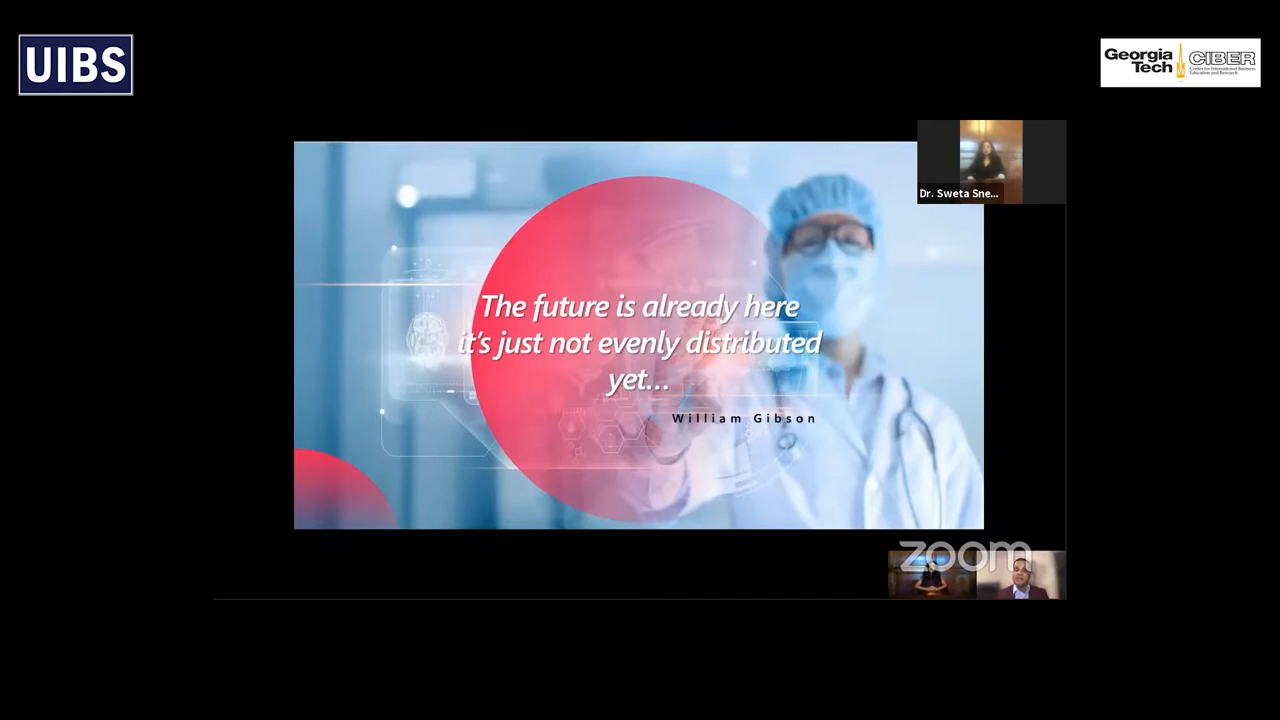 UIBS
Georgia
Tech
CIBER
Center for International Business
Education and Research
Dr. Sweta Sne...
The future is already here
it's just not evenly distributed
yet...
William Gibson
zoom